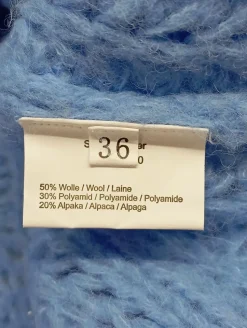 36
50% Wolle / Wool / Laine
30% Polyamid / Polyamide / Polyamide
20% Alpaka / Alpaca / Alpaga